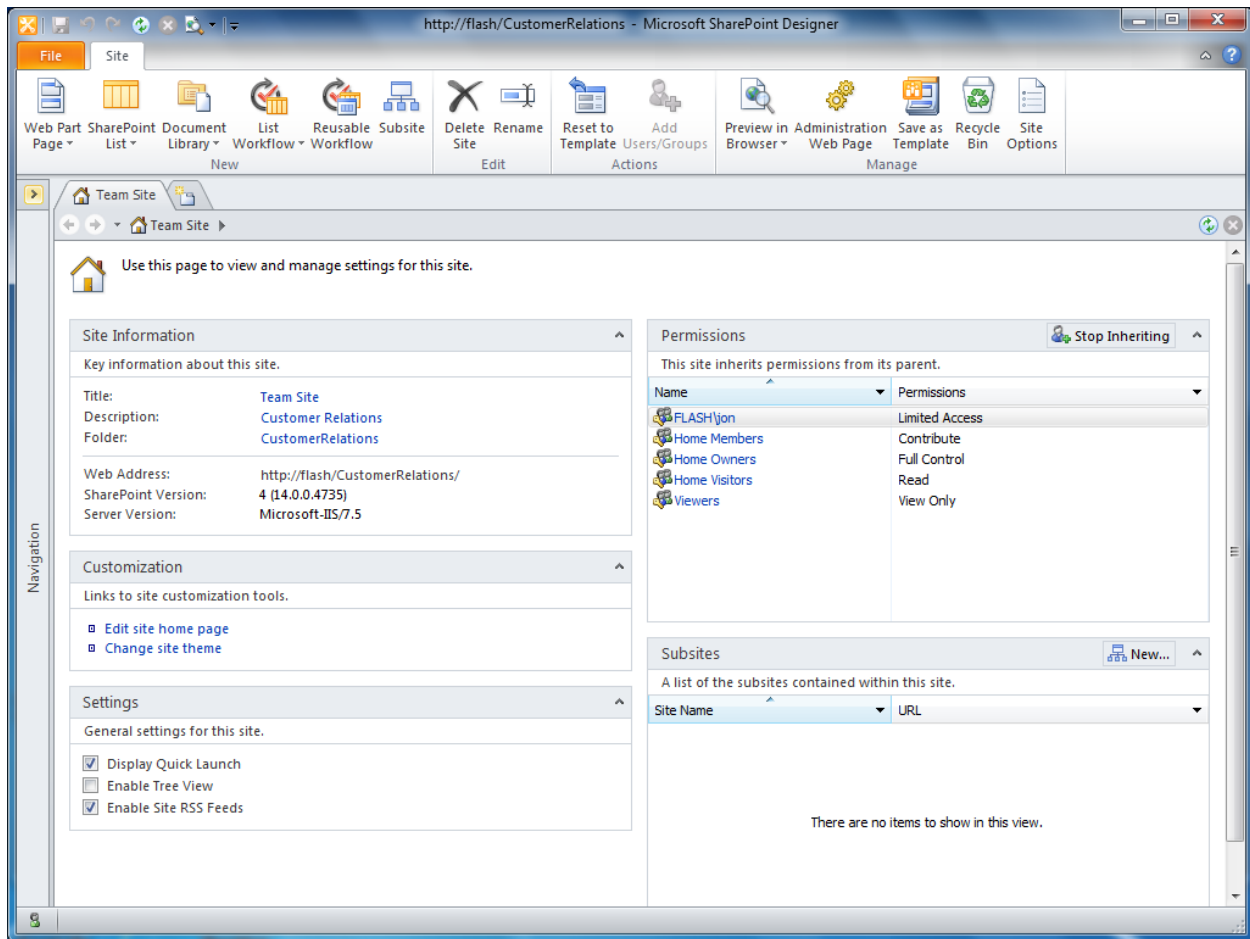 http://flash/CustomerRelations - Microsoft SharePoint Designer
File
Site
Web Part Page
SharePoint List
Document Library
List Workflow
Reusable Workflow
Subsite
Delete Site
Rename
Reset to Template
Add Users/Groups
Preview in Browser
Administration Web Page
Save as Template
Recycle Bin
Site Options
New
Edit
Actions
Manage
Team Site
Team Site
Navigation
Use this page to view and manage settings for this site.
Site Information
Key information about this site.
Title: Team Site
Description: Customer Relations
Folder: CustomerRelations
Web Address: http://flash/CustomerRelations/
SharePoint Version: 4 (14.0.0.4735)
Server Version: Microsoft-IIS/7.5
Customization
Links to site customization tools.
Edit site home page
Change site theme
Settings
General settings for this site.
Display Quick Launch
Enable Tree View
Enable Site RSS Feeds
Permissions
Stop Inheriting
This site inherits permissions from its parent.
Name Permissions
FLASH\jon Limited Access
Home Members Contribute
Home Owners Full Control
Home Visitors Read
Viewers View Only
Subsites
New...
A list of the subsites contained within this site.
Site Name URL
There are no items to show in this view.